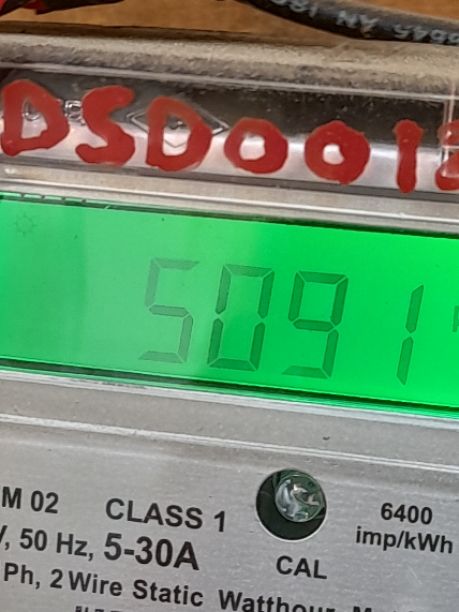 DSD001
5091
M 02 CLASS 1
6400
imp/kWh
, 50 Hz, 5-30A
CAL
Ph, 2 Wire Static Watthour